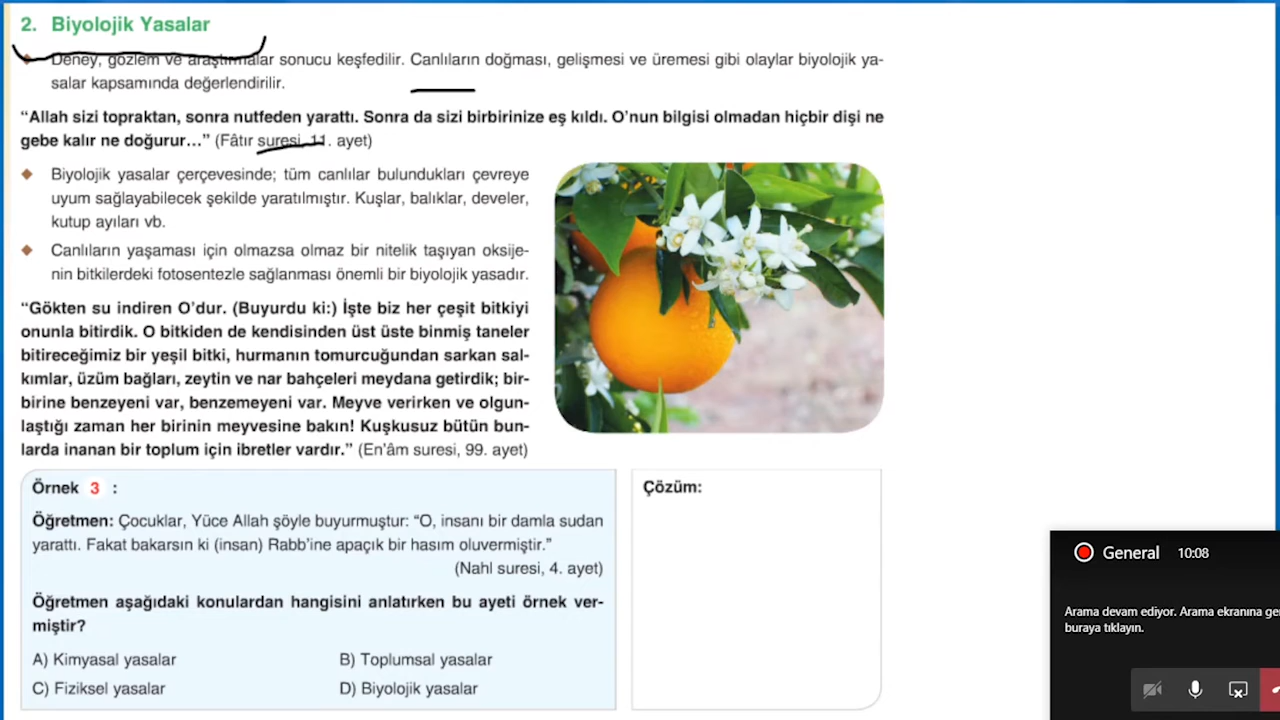 2. Biyolojik Yasalar
Deney, gözlem ve araştırmalar sonucu keşfedilir. Canlıların doğması, gelişmesi ve üremesi gibi olaylar biyolojik ya-
salar kapsamında değerlendirilir.
“Allah sizi topraktan, sonra nutfeden yarattı. Sonra da sizi birbirinize eş kıldı. O’nun bilgisi olmadan hiçbir dişi ne
gebe kalır ne doğurur…” (Fâtır suresi, 11. ayet)
Biyolojik yasalar çerçevesinde; tüm canlılar bulundukları çevreye
uyum sağlayabilecek şekilde yaratılmıştır. Kuşlar, balıklar, develer,
kutup ayıları vb.
Canlıların yaşaması için olmazsa olmaz bir nitelik taşıyan oksije-
nin bitkilerdeki fotosentezle sağlanması önemli bir biyolojik yasadır.
“Gökten su indiren O’dur. (Buyurdu ki:) İşte biz her çeşit bitkiyi
onunla bitirdik. O bitkiden de kendisinden üst üste binmiş taneler
bitireceğimiz bir yeşil bitki, hurmanın tomurcuğundan sarkan sal-
kımlar, üzüm bağları, zeytin ve nar bahçeleri meydana getirdik; bir-
birine benzeyeni var, benzemeyeni var. Meyve verirken ve olgun-
laştığı zaman her birinin meyvesine bakın! Kuşkusuz bütün bun-
larda inanan bir toplum için ibretler vardır.” (En’âm suresi, 99. ayet)
Örnek 3 :
Öğretmen: Çocuklar, Yüce Allah şöyle buyurmuştur: “O, insanı bir damla sudan
yarattı. Fakat bakarsın ki (insan) Rabb’ine apaçık bir hasım oluvermiştir.”
(Nahl suresi, 4. ayet)
Öğretmen aşağıdaki konulardan hangisini anlatırken bu ayeti örnek ver-
miştir?
A) Kimyasal yasalar B) Toplumsal yasalar
C) Fiziksel yasalar D) Biyolojik yasalar
Çözüm:
General 10:08
Arama devam ediyor. Arama ekranına
buraya tıklayın.